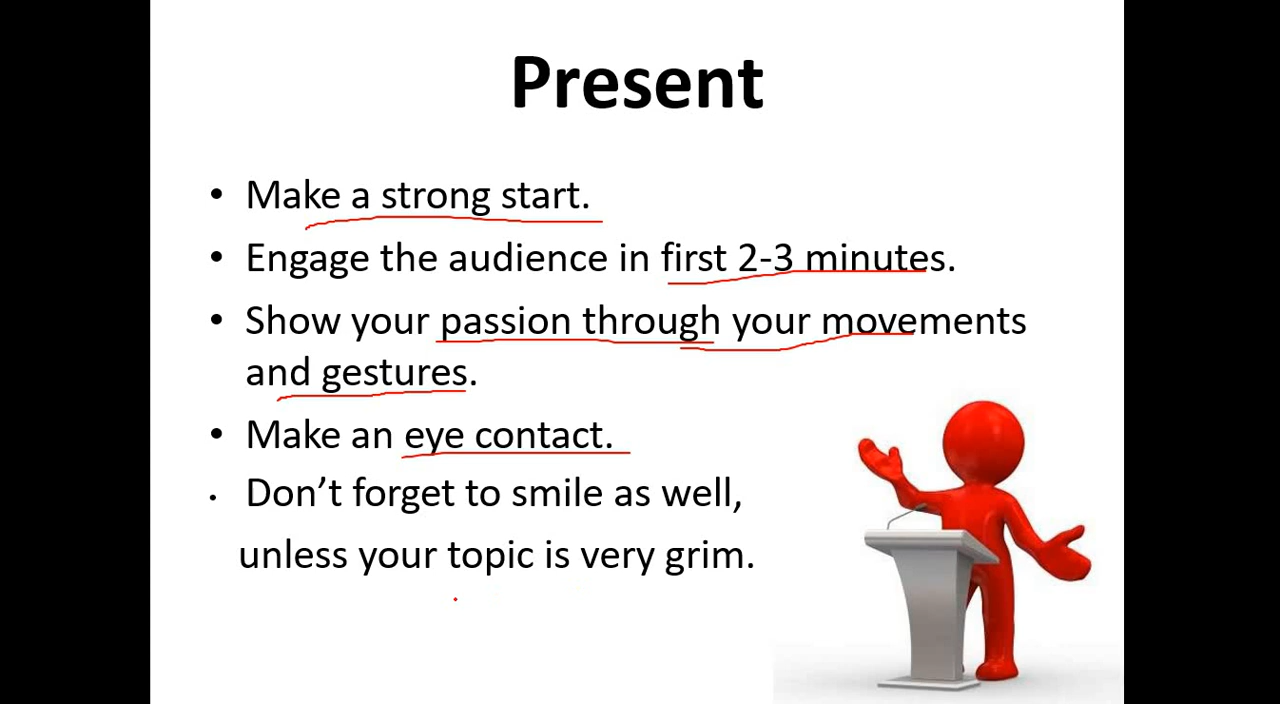 Present
• Make a strong start.
• Engage the audience in first 2-3 minutes.
• Show your passion through your movements
and gestures.
• Make an eye contact.
• Don’t forget to smile as well,
unless your topic is very grim.